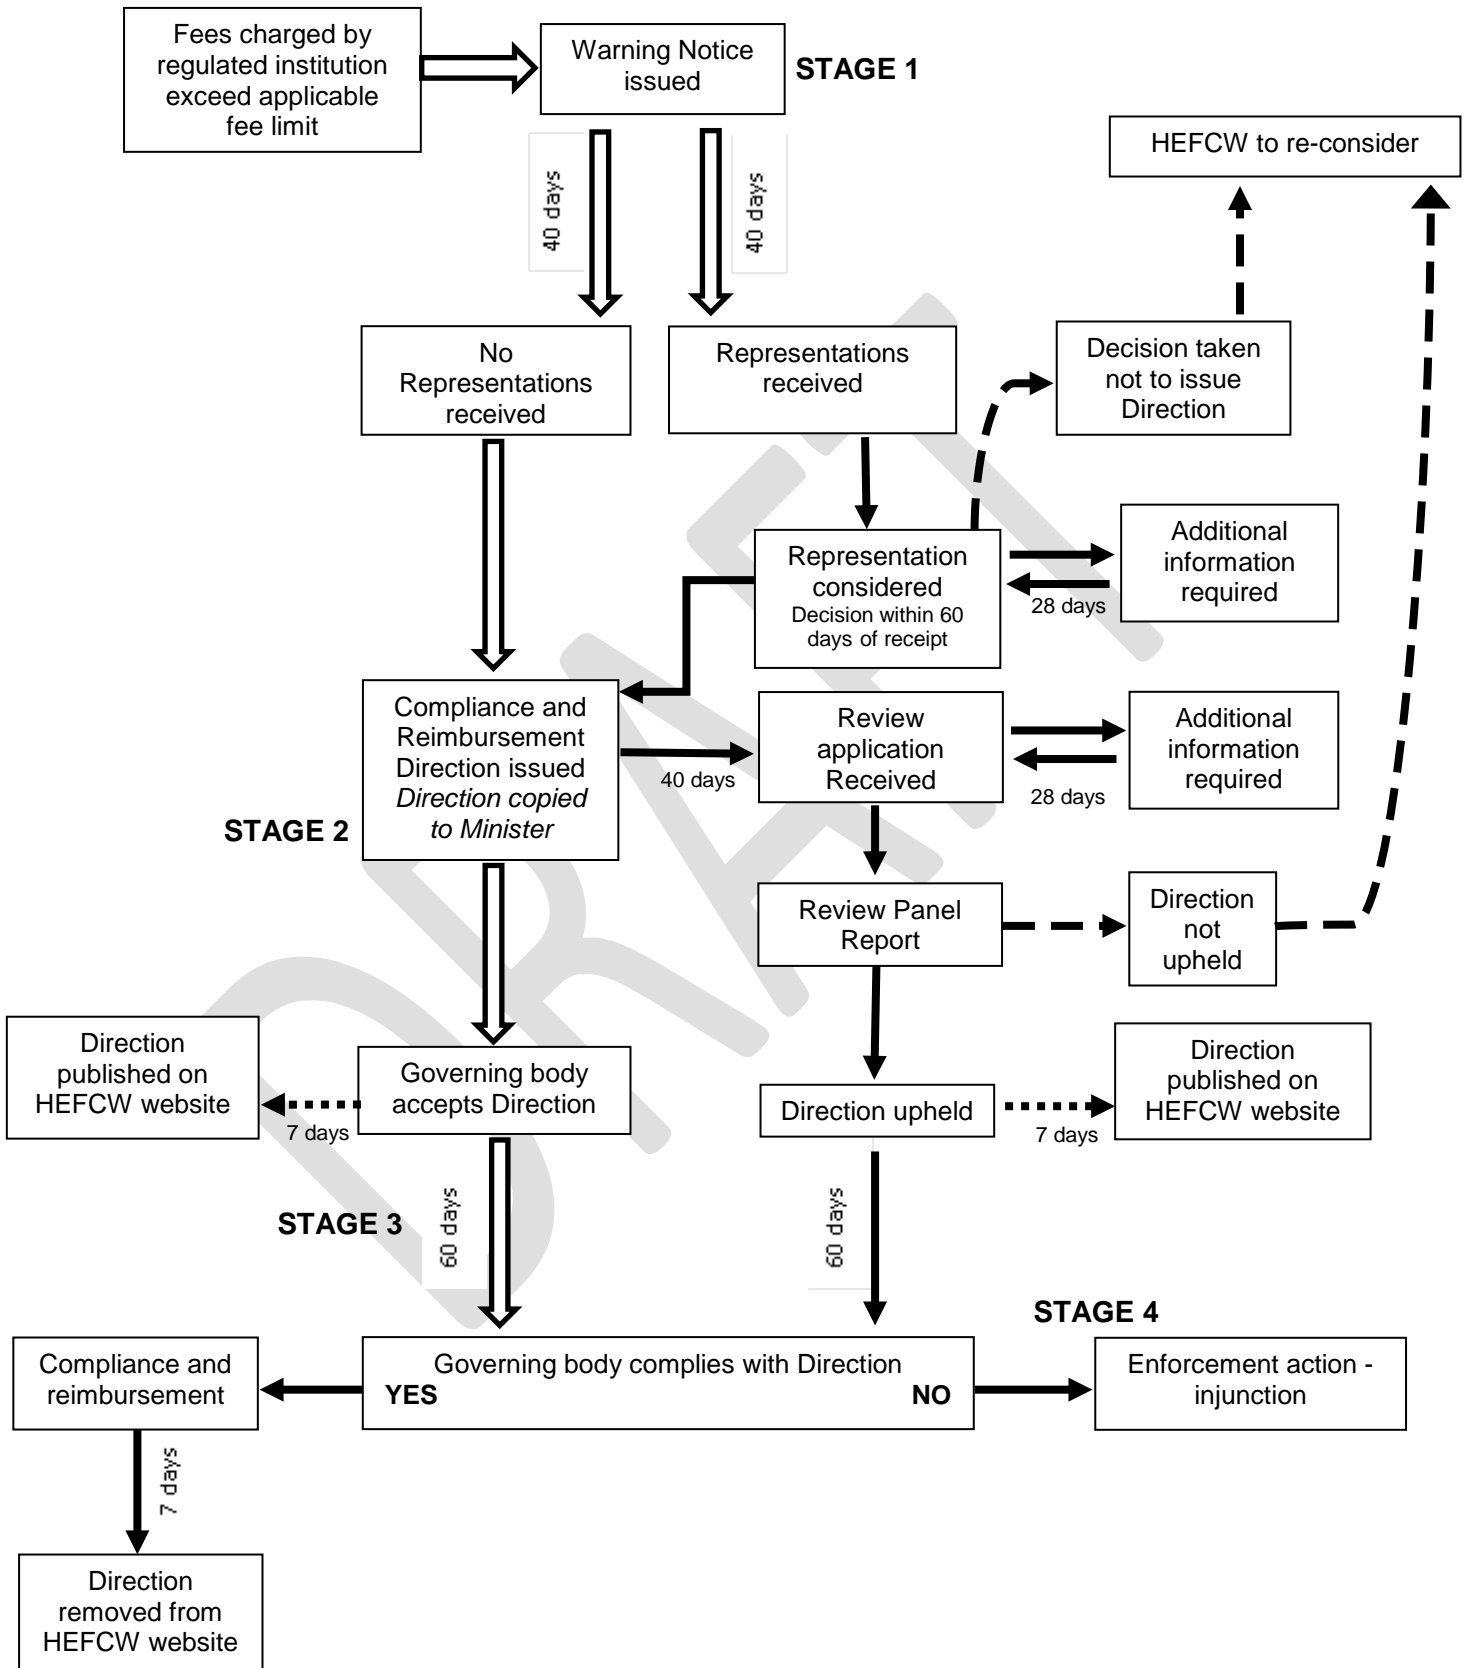 Fees charged by
regulated institution
exceed applicable
fee limit
Warning Notice
issued
STAGE 1
HEFCW to re-consider
40 days
40 days
No
Representations
received
Representations
received
Decision taken
not to issue
Direction
Representation
considered
Decision within 60
days of receipt
Additional
information
required
28 days
Compliance and
Reimbursement
Direction issued
Direction copied
to Minister
STAGE 2
40 days
Review
application
Received
Additional
information
required
28 days
Review Panel
Report
Direction
not
upheld
Direction
published on
HEFCW website
7 days
Governing body
accepts Direction
Direction upheld
7 days
Direction
published on
HEFCW website
STAGE 3
60 days
60 days
STAGE 4
Compliance and
reimbursement
Governing body complies with Direction
YES NO
Enforcement action -
injunction
7 days
Direction
removed from
HEFCW website
DRAFT